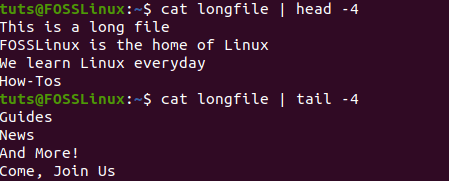 tuts@FOSSLinux:~$ cat longfile | head -4
This is a long file
FOSSLinux is the home of Linux
We learn Linux everyday
How-Tos
tuts@FOSSLinux:~$ cat longfile | tail -4
Guides
News
And More!
Come, Join Us